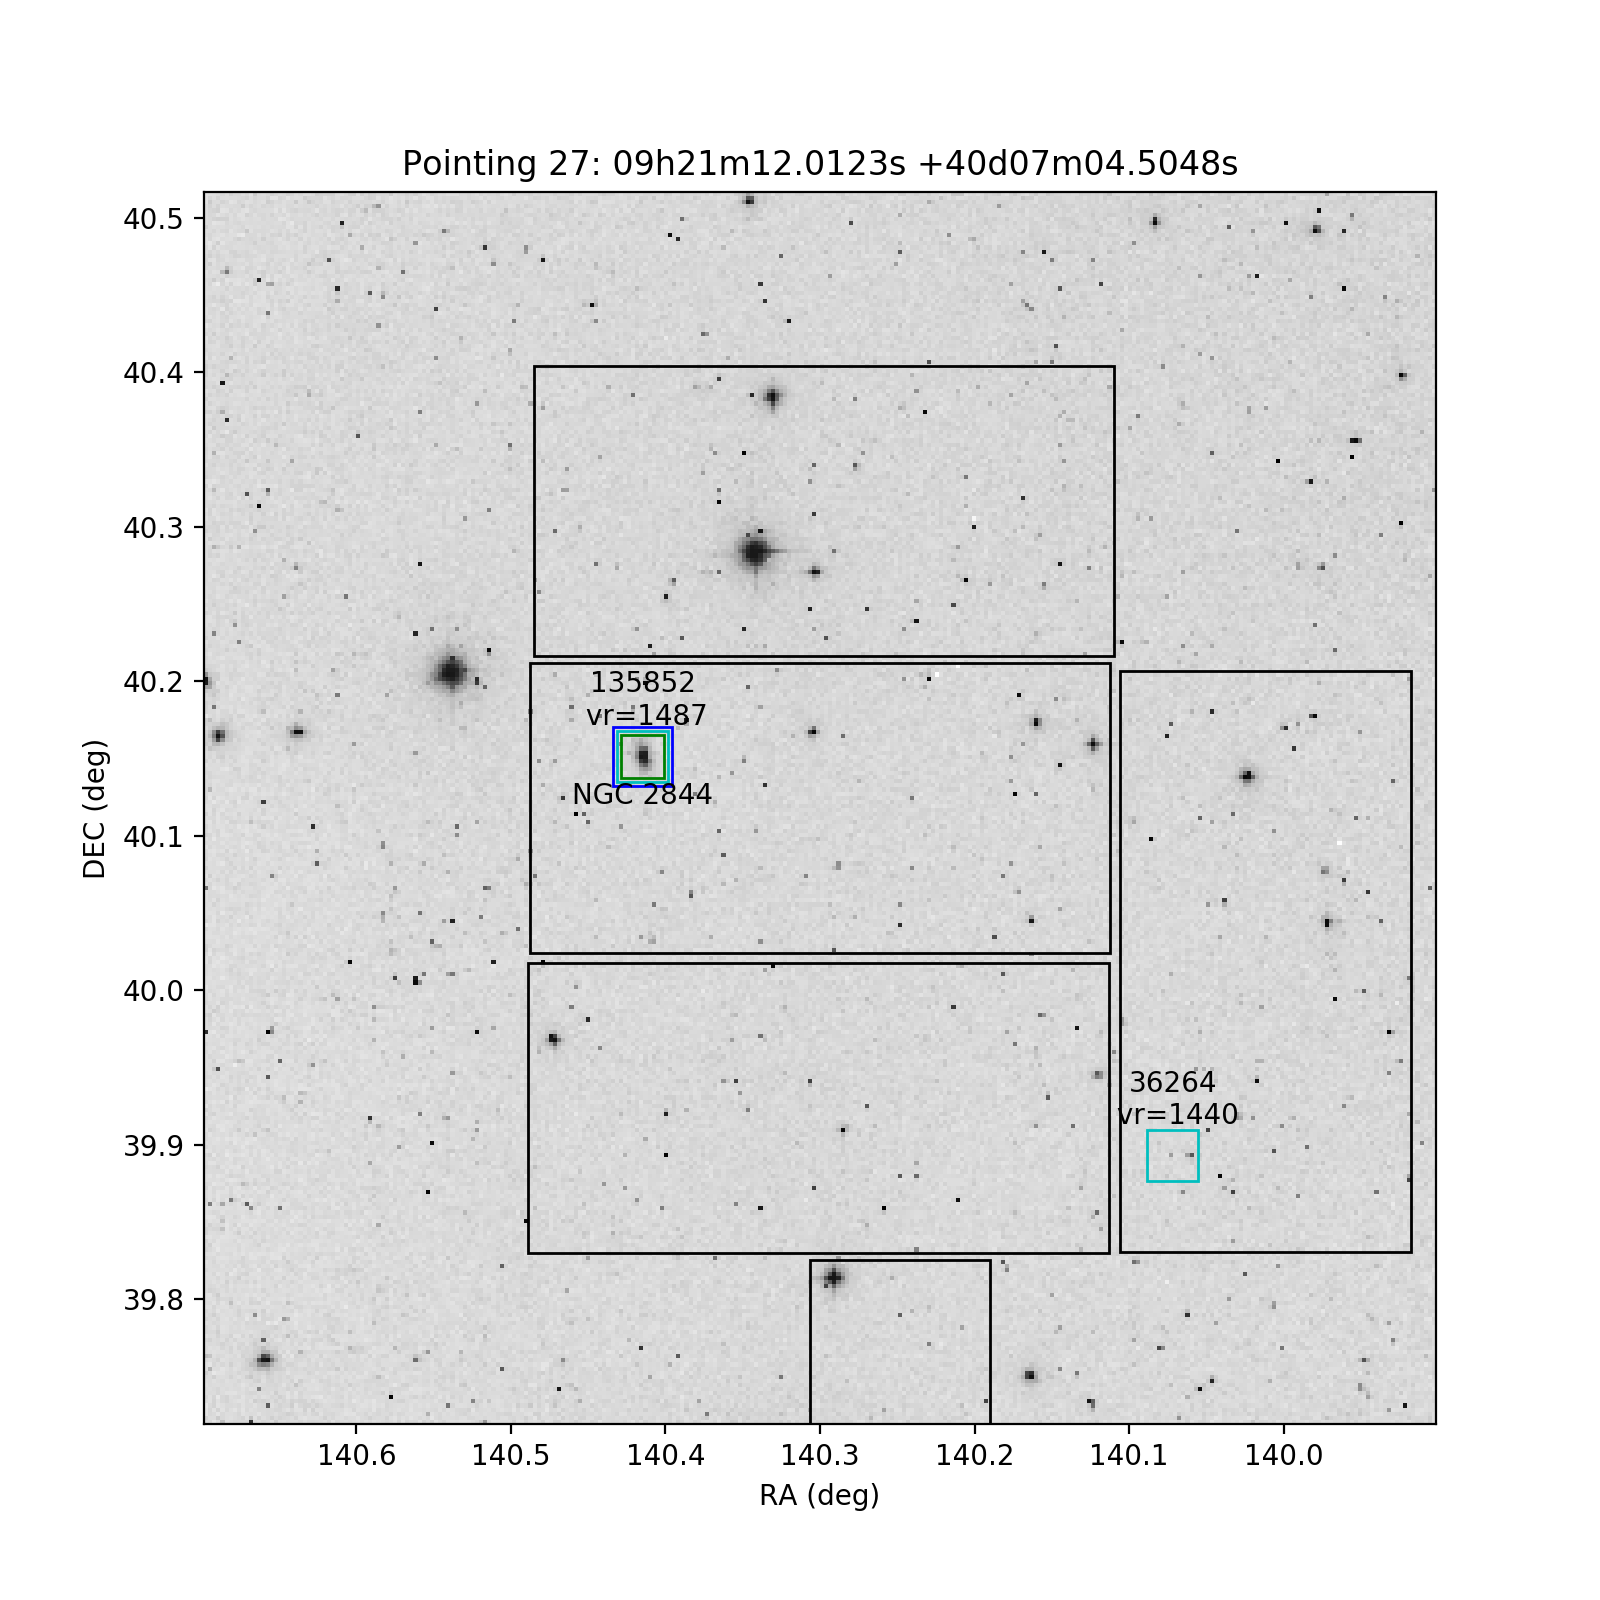 Pointing 27: 09h21m12.0123s +40d07m04.5048s
40.5
40.4
40.3
40.2
40.1
40.0
39.9
39.8
DEC (deg)
135852
vr=1487
NGC 2844
36264
vr=1440
140.6 140.5 140.4 140.3 140.2 140.1 140.0
RA (deg)